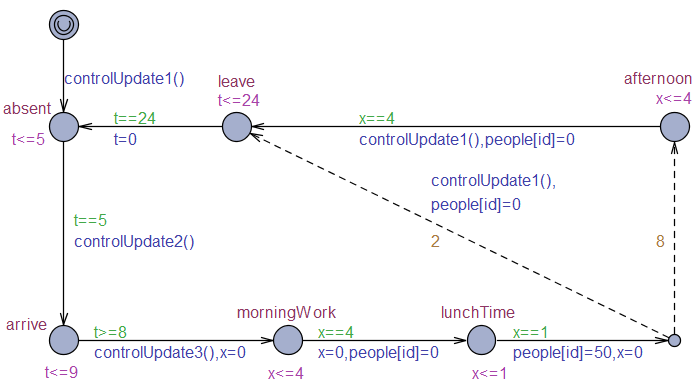 controlUpdate1()
absent
t<=5
t==24
t=0
leave
t<=24
x==4
controlUpdate1(),people[id]=0
afternoon
x<=4
controlUpdate1(),
people[id]=0
2
8
t==5
controlUpdate2()
arrive
t<=9
t>=8
controlUpdate3(),x=0
morningWork
x<=4
x==4
x=0,people[id]=0
lunchTime
x<=1
x==1
people[id]=50,x=0